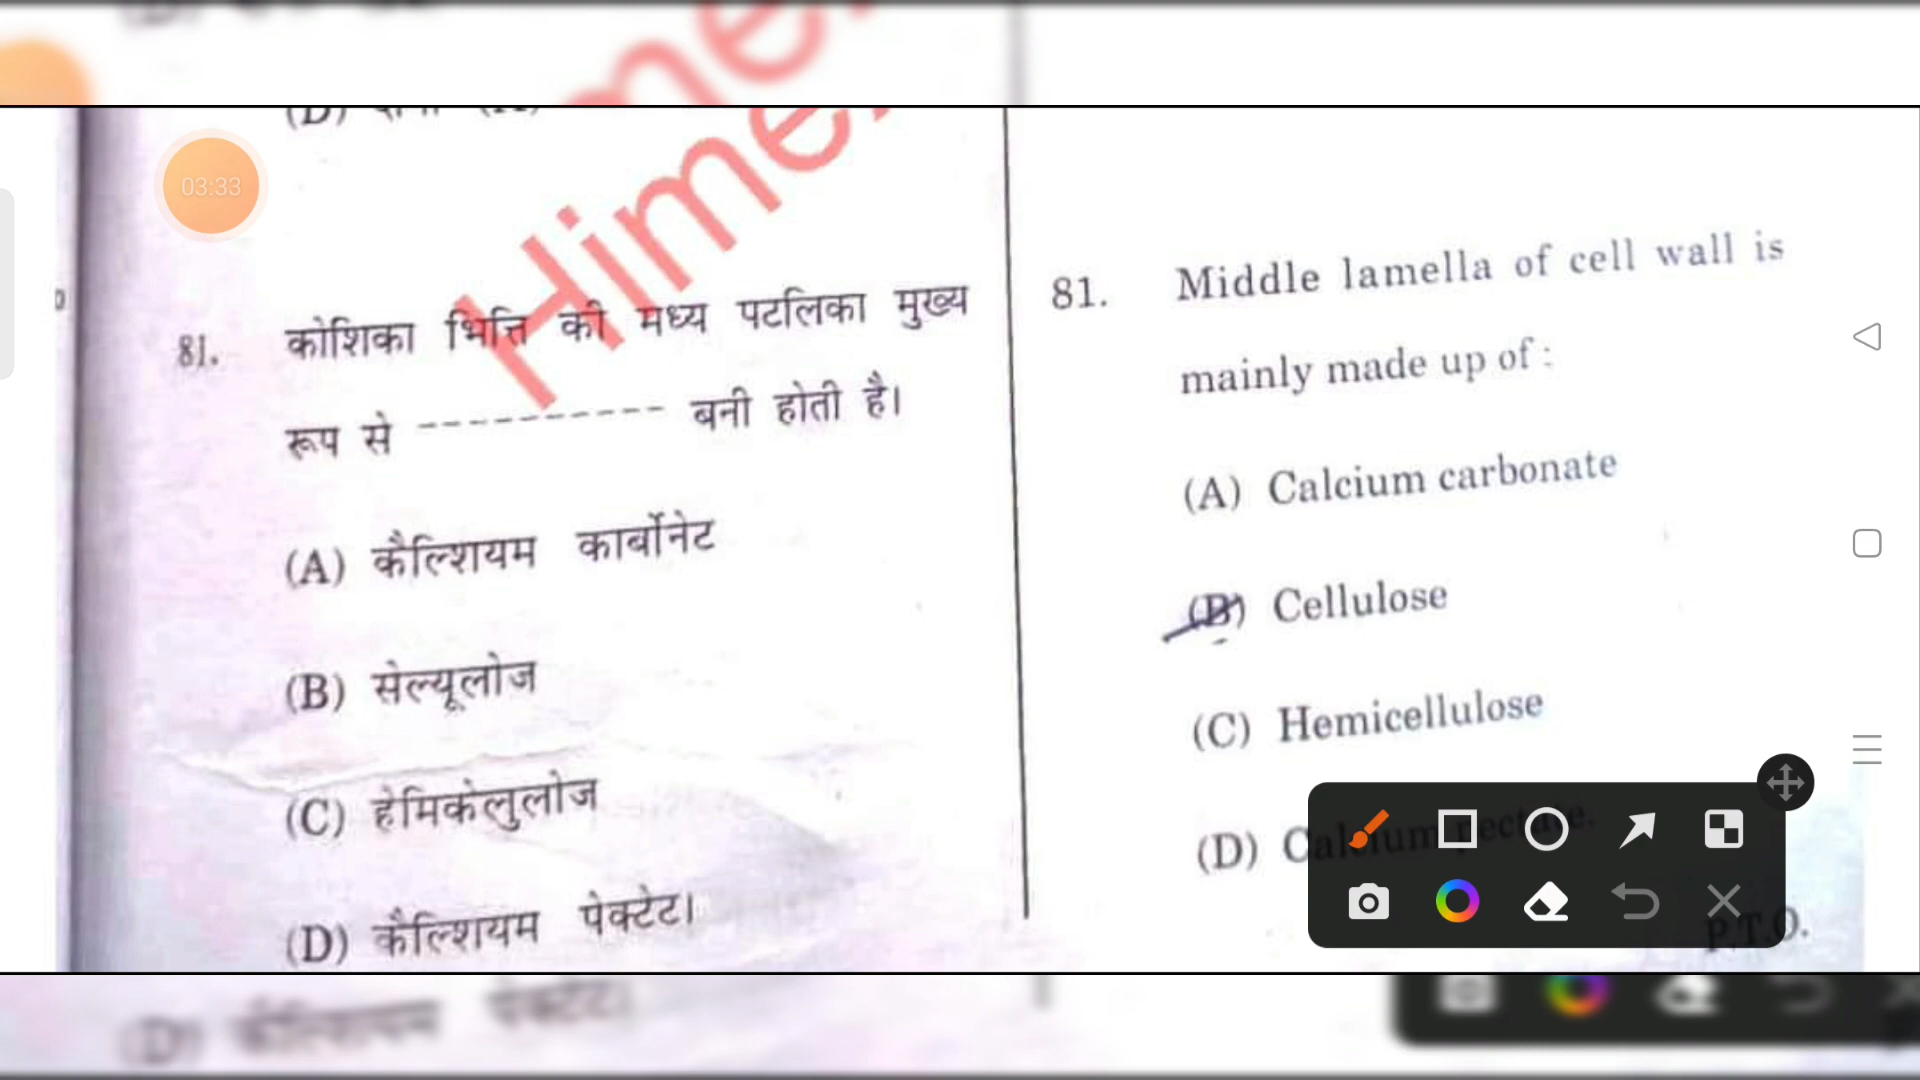 Hime
03:33
81. कोशिका भित्ति की मध्य पटलिका मुख्य
रूप से ---------- बनी होती है।
(A) कैल्शियम कार्बोनेट
(B) सेल्यूलोज
(C) हेमिकेलुलोज
(D) कैल्शियम पेक्टेट।
81. Middle lamella of cell wall is
mainly made up of :
(A) Calcium carbonate
(B) Cellulose
(C) Hemicellulose
(D) Calcium pectate.
P.T.O.